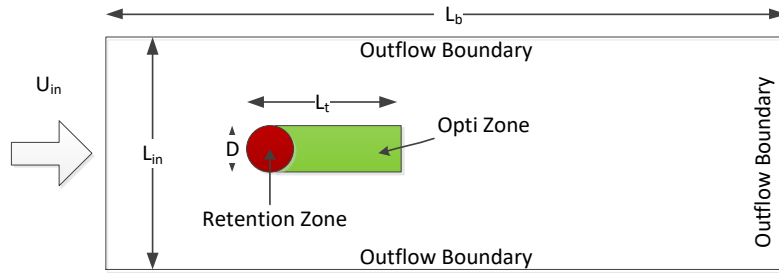 L_b
Outflow Boundary
U_in
L_t
Opti Zone
D
L_in
Retention Zone
Outflow Boundary
Outflow Boundary